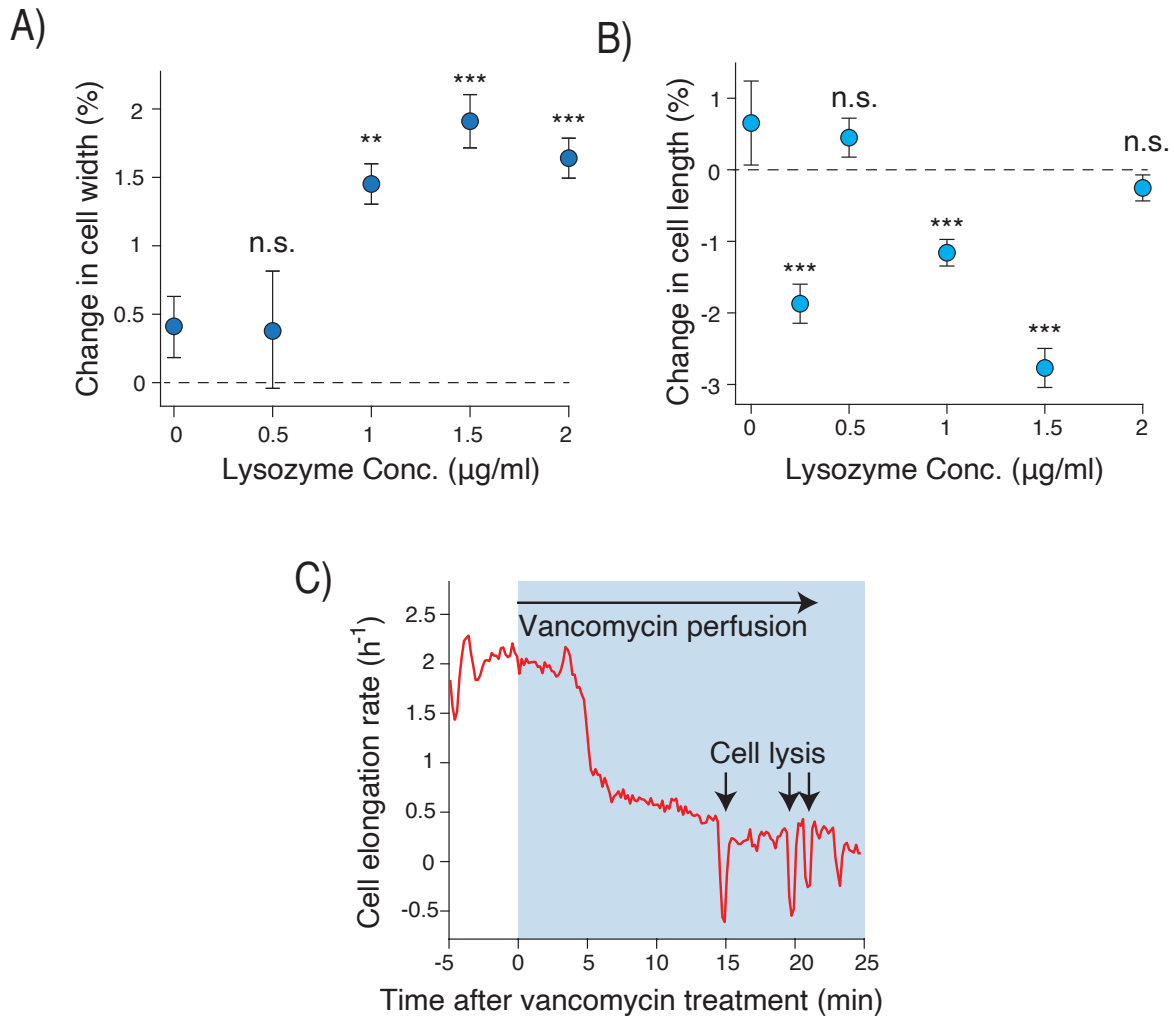 A)
Change in cell width (%)
2
1.5
1
0.5
0
n.s.
**
***
***
0
0.5
1
1.5
2
Lysozyme Conc. (µg/ml)
B)
Change in cell length (%)
1
0
-1
-2
-3
***
n.s.
***
***
n.s.
0
0.5
1
1.5
2
Lysozyme Conc. (µg/ml)
C)
Cell elongation rate (h⁻¹)
2.5
2
1.5
1
0.5
0
-0.5
Vancomycin perfusion
Cell lysis
-5
0
5
10
15
20
25
Time after vancomycin treatment (min)